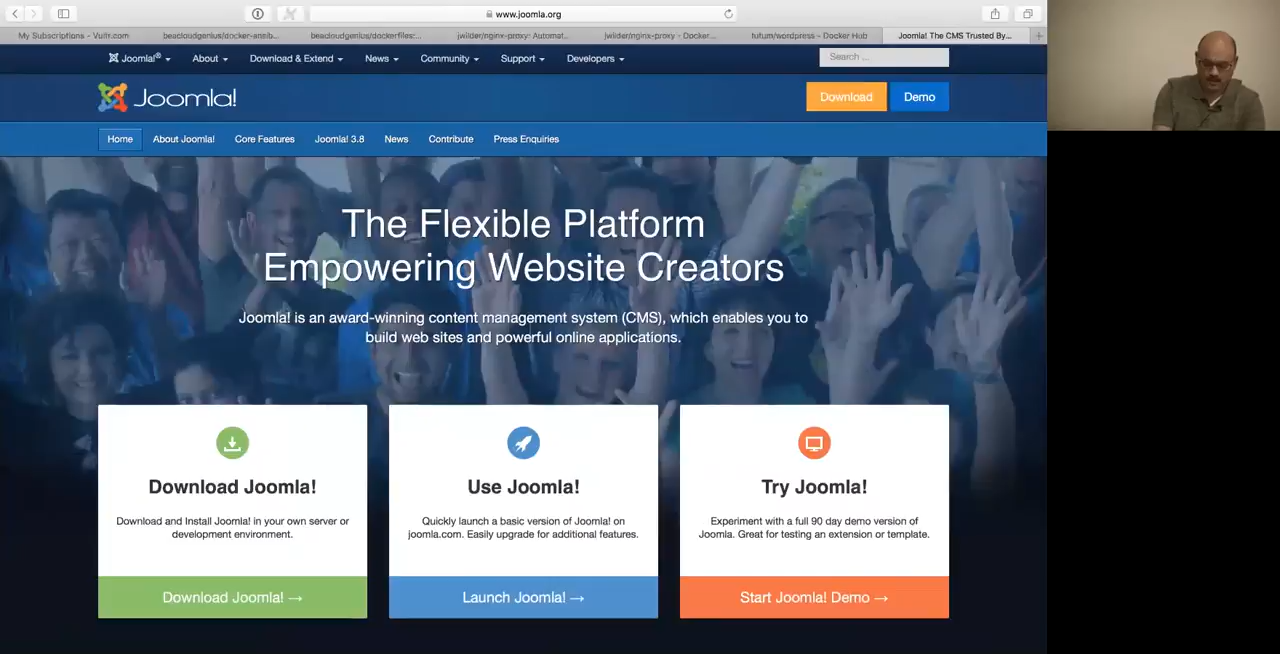 www.joomla.org
My Subscriptions - Vultr.com
beacloudgenius/docker-ansib...
beacloudgenius/dockerfiles:...
jwilder/nginx-proxy: Automat...
jwilder/nginx-proxy - Docker...
tutum/wordpress - Docker Hub
Joomla! The CMS Trusted By...
Joomla!® About Download & Extend News Community Support Developers Search ...
Joomla! Download Demo
Home About Joomla! Core Features Joomla! 3.8 News Contribute Press Enquiries
The Flexible Platform
Empowering Website Creators
Joomla! is an award-winning content management system (CMS), which enables you to
build web sites and powerful online applications.
Download Joomla!
Download and Install Joomla! in your own server or
development environment.
Download Joomla! →
Use Joomla!
Quickly launch a basic version of Joomla! on
joomla.com. Easily upgrade for additional features.
Launch Joomla! →
Try Joomla!
Experiment with a full 90 day demo version of
Joomla. Great for testing an extension or template.
Start Joomla! Demo →